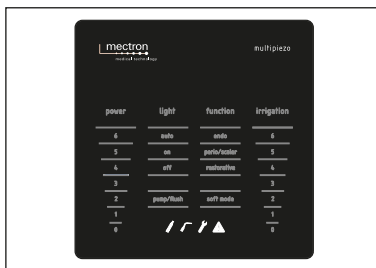 mectron
medical technology
multipiezo
power light function irrigation
6 auto endo 6
5 on perio/scaler 5
4 off restorative 4
3 3
2 pump/flush soft mode 2
1 1
0 0